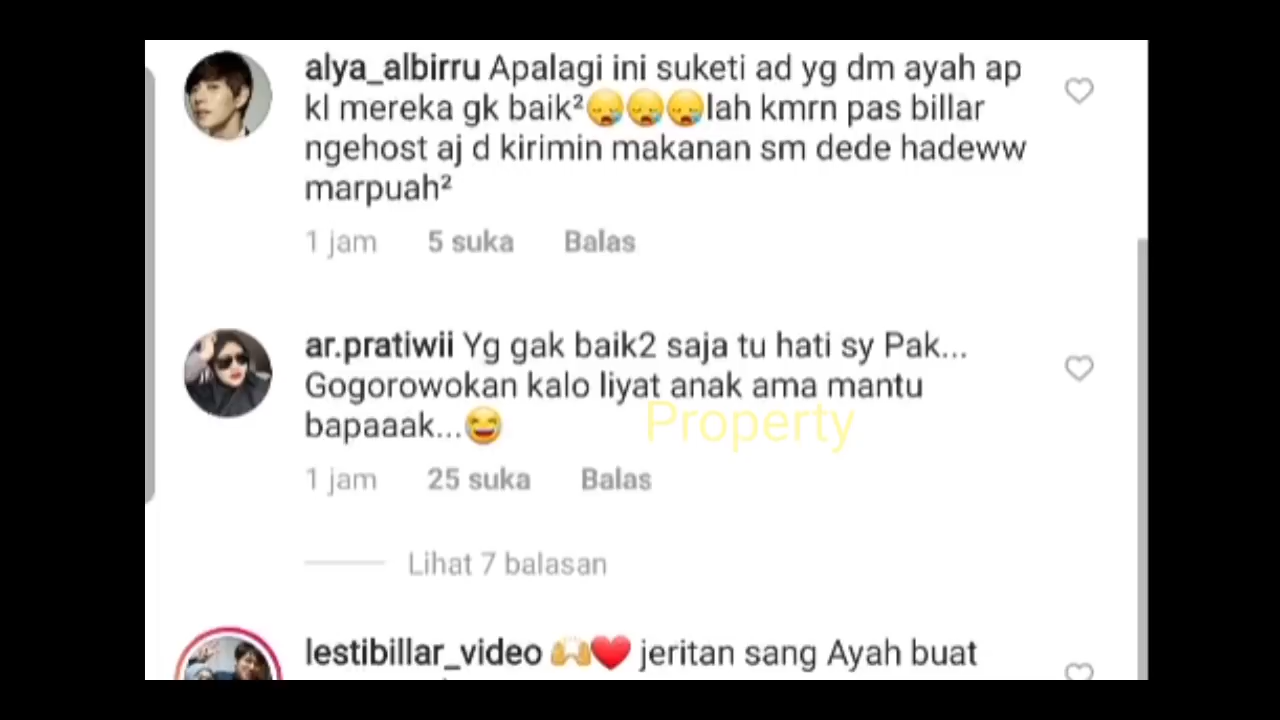 alya_albirru Apalagi ini suketi ad yg dm ayah ap
kl mereka gk baik²😪😪😪lah kmrn pas billar
ngehost aj d kirimin makanan sm dede hadeww
marpuah²
1 jam 5 suka Balas
ar.pratiwii Yg gak baik2 saja tu hati sy Pak...
Gogorowokan kalo liyat anak ama mantu
bapaaak...😆
Property
1 jam 25 suka Balas
Lihat 7 balasan
lestibillar_video 🙌❤️ jeritan sang Ayah buat